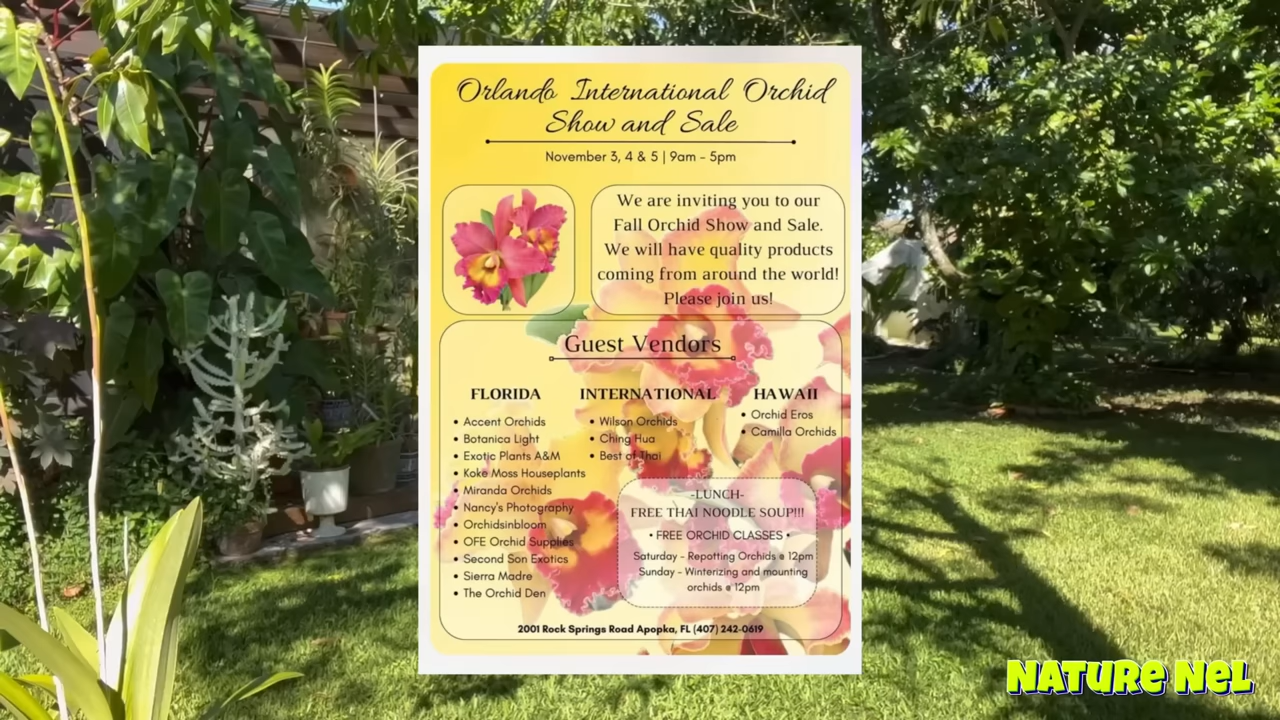 Orlando International Orchid
Show and Sale
November 3, 4 & 5 | 9am - 5pm
We are inviting you to our
Fall Orchid Show and Sale.
We will have quality products
coming from around the world!
Please join us!
Guest Vendors
FLORIDA
• Accent Orchids
• Botanica Light
• Exotic Plants A&M
• Koke Moss Houseplants
• Miranda Orchids
• Nancy's Photography
• Orchidsinbloom
• OFE Orchid Supplies
• Second Son Exotics
• Sierra Madre
• The Orchid Den
INTERNATIONAL
• Wilson Orchids
• Ching Hua
• Best of Thai
HAWAII
• Orchid Eros
• Camilla Orchids
-LUNCH-
FREE THAI NOODLE SOUP!!!
• FREE ORCHID CLASSES •
Saturday - Repotting Orchids @ 12pm
Sunday - Winterizing and mounting
orchids @ 12pm
2001 Rock Springs Road Apopka, FL (407) 242-0619
NATURE NEL